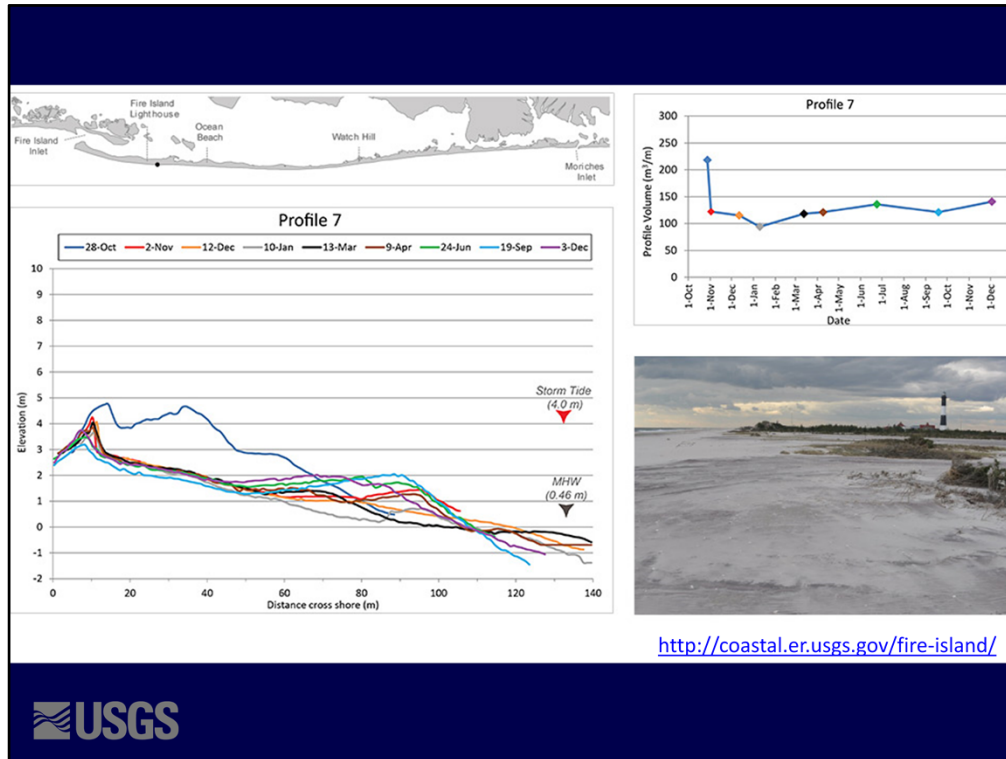 Fire Island
Lighthouse
Ocean
Beach
Watch Hill
Fire Island
Inlet
Moriches
Inlet
Profile 7
28-Oct 2-Nov 12-Dec 10-Jan 13-Mar 9-Apr 24-Jun 19-Sep 3-Dec
10
9
8
7
6
5
4
3
2
1
0
-1
-2
Elevation (m)
Storm Tide
(4.0 m)
MHW
(0.46 m)
0 20 40 60 80 100 120 140
Distance cross shore (m)
Profile 7
300
250
200
150
100
50
0
Profile Volume (m³/m)
1-Oct 1-Nov 1-Dec 1-Jan 1-Feb 1-Mar 1-Apr 1-May 1-Jun 1-Jul 1-Aug 1-Sep 1-Oct 1-Nov 1-Dec
Date
http://coastal.er.usgs.gov/fire-island/
USGS